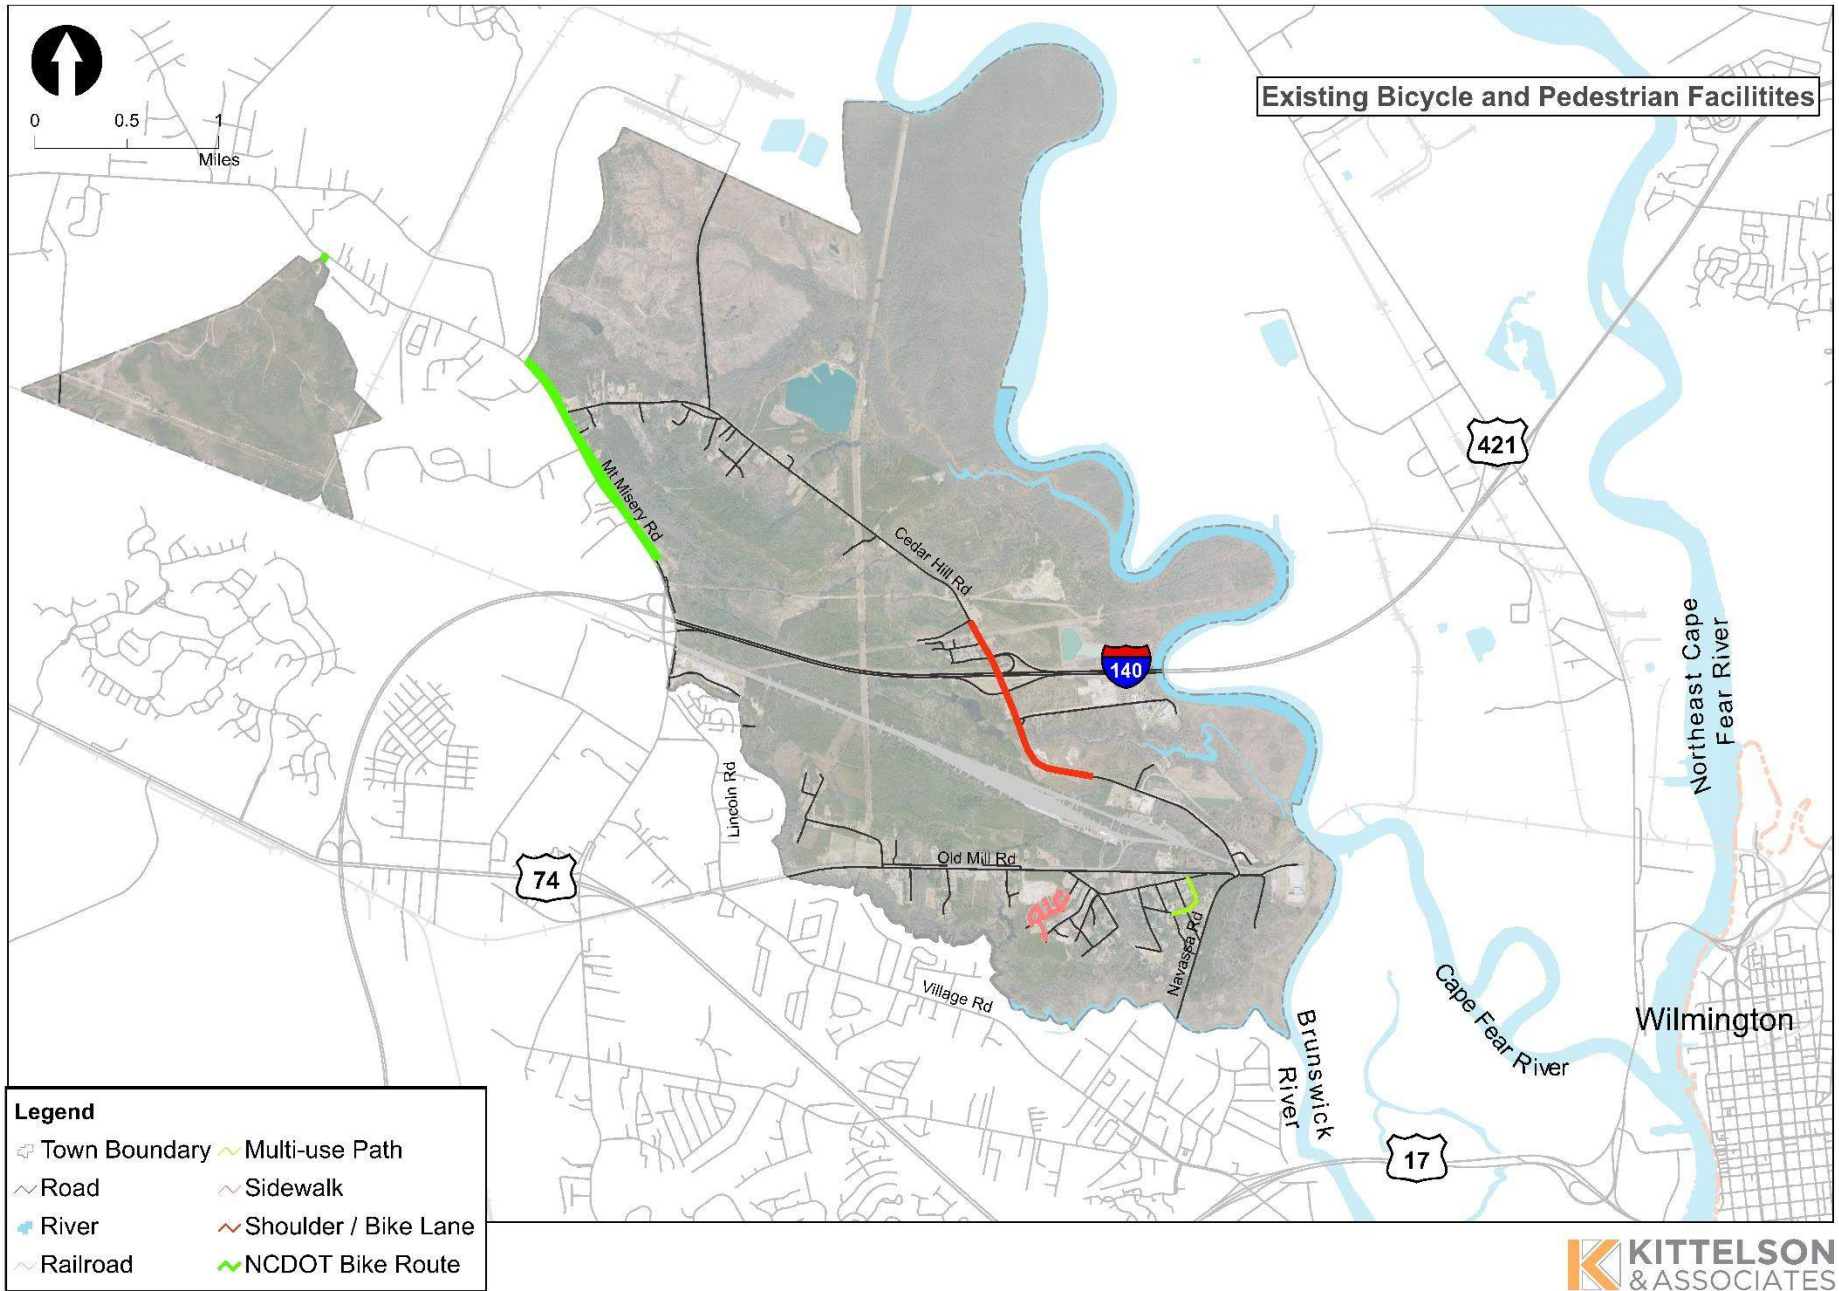 Existing Bicycle and Pedestrian Facilitites
0 0.5 1
Miles
421
Mt Misery Rd
Cedar Hill Rd
140
Northeast Cape
Fear River
Lincoln Rd
Old Mill Rd
74
Navassa Rd
Village Rd
Cape Fear River
Wilmington
Brunswick
River
17
Legend
Town Boundary
Multi-use Path
Road
Sidewalk
River
Shoulder / Bike Lane
Railroad
NCDOT Bike Route
KITTELSON
& ASSOCIATES